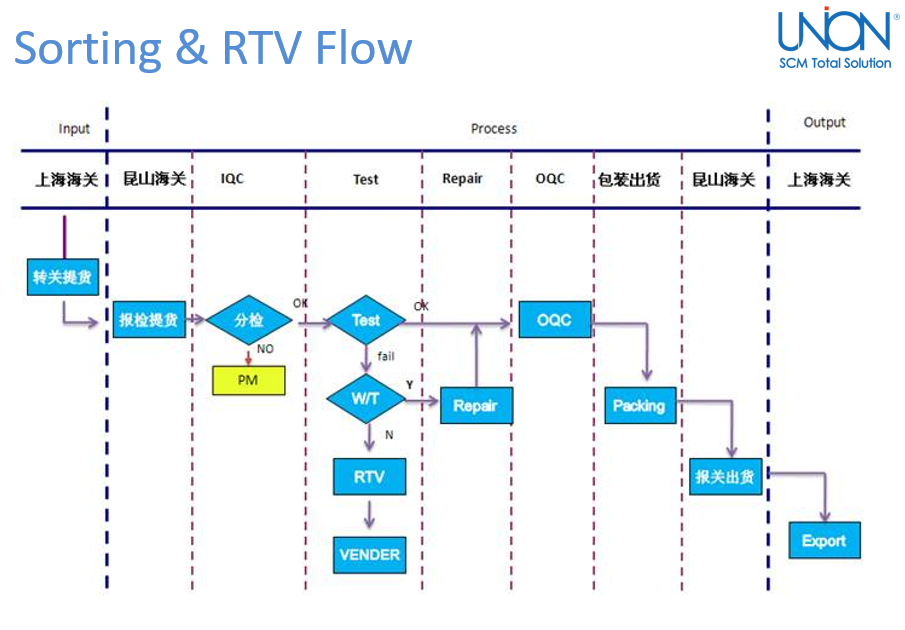 Sorting & RTV Flow
UNION®
SCM Total Solution
Input
Process
Output
上海海关
昆山海关
IQC
Test
Repair
OQC
包装出货
昆山海关
上海海关
转关提货
报检提货
分检
OK
Test
OK
OQC
NO
PM
fail
W/T
Y
Repair
Packing
N
RTV
报关出货
VENDER
Export